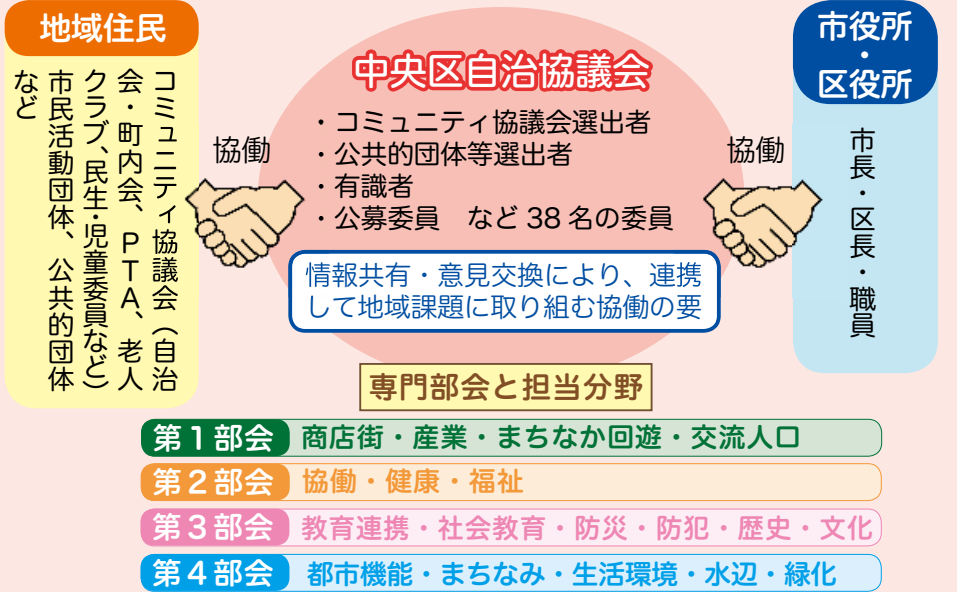 地域住民
コミュニティ協議会（自治
会・町内会、ＰＴＡ、老人
クラブ、民生・児童委員など）
市民活動団体、公共的団体
など
協働
中央区自治協議会
・コミュニティ協議会選出者
・公共的団体等選出者
・有識者
・公募委員　など 38 名の委員
情報共有・意見交換により、連携
して地域課題に取り組む協働の要
協働
市役所
・
区役所
市長・区長・職員
専門部会と担当分野
第１部会 商店街・産業・まちなか回遊・交流人口
第２部会 協働・健康・福祉
第３部会 教育連携・社会教育・防災・防犯・歴史・文化
第４部会 都市機能・まちなみ・生活環境・水辺・緑化